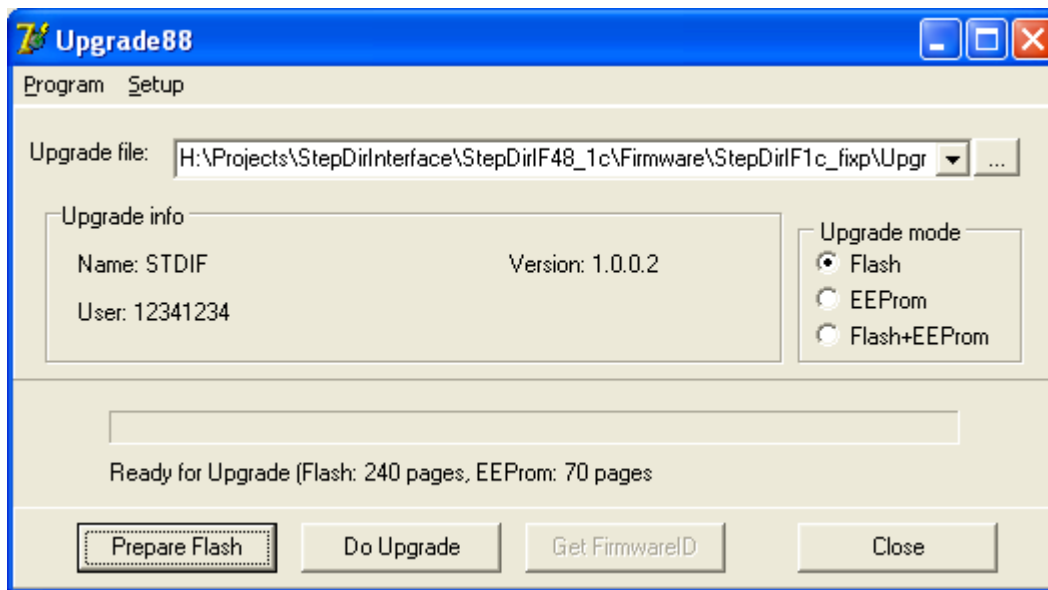 Upgrade88
Program Setup
Upgrade file: H:\Projects\StepDirInterface\StepDirIF48_1c\Firmware\StepDirIF1c_fixp\Upgr ...
Upgrade info
Name: STDIF Version: 1.0.0.2
User: 12341234
Upgrade mode
Flash
EEProm
Flash+EEProm
Ready for Upgrade (Flash: 240 pages, EEProm: 70 pages
Prepare Flash Do Upgrade Get FirmwareID Close